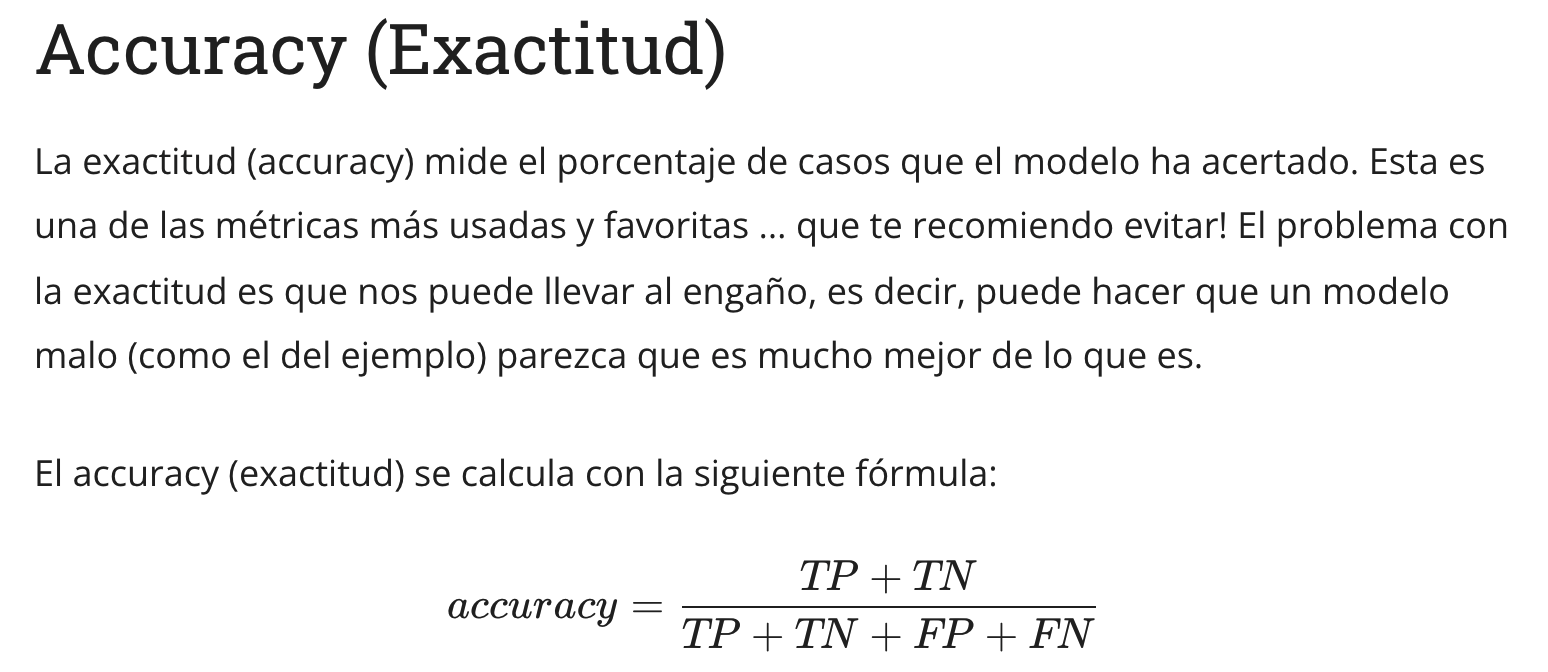 Accuracy (Exactitud)
La exactitud (accuracy) mide el porcentaje de casos que el modelo ha acertado. Esta es
una de las métricas más usadas y favoritas ... que te recomiendo evitar! El problema con
la exactitud es que nos puede llevar al engaño, es decir, puede hacer que un modelo
malo (como el del ejemplo) parezca que es mucho mejor de lo que es.
El accuracy (exactitud) se calcula con la siguiente fórmula:
TP + TN
accuracy =
TP + TN + FP + FN